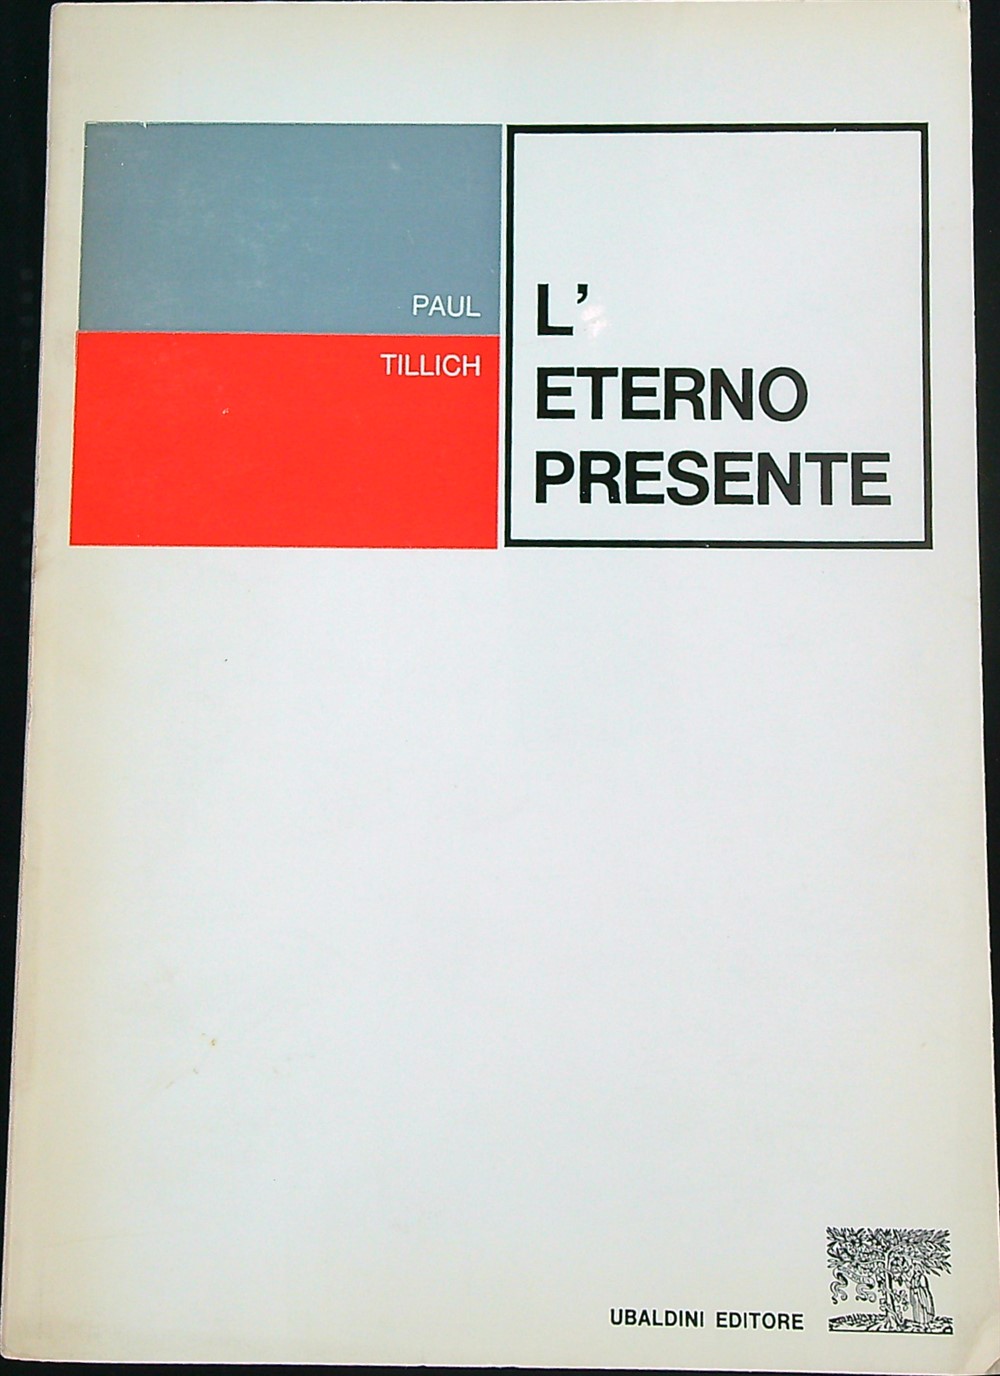 PAUL
TILLICH
L'
ETERNO
PRESENTE
UBALDINI EDITORE